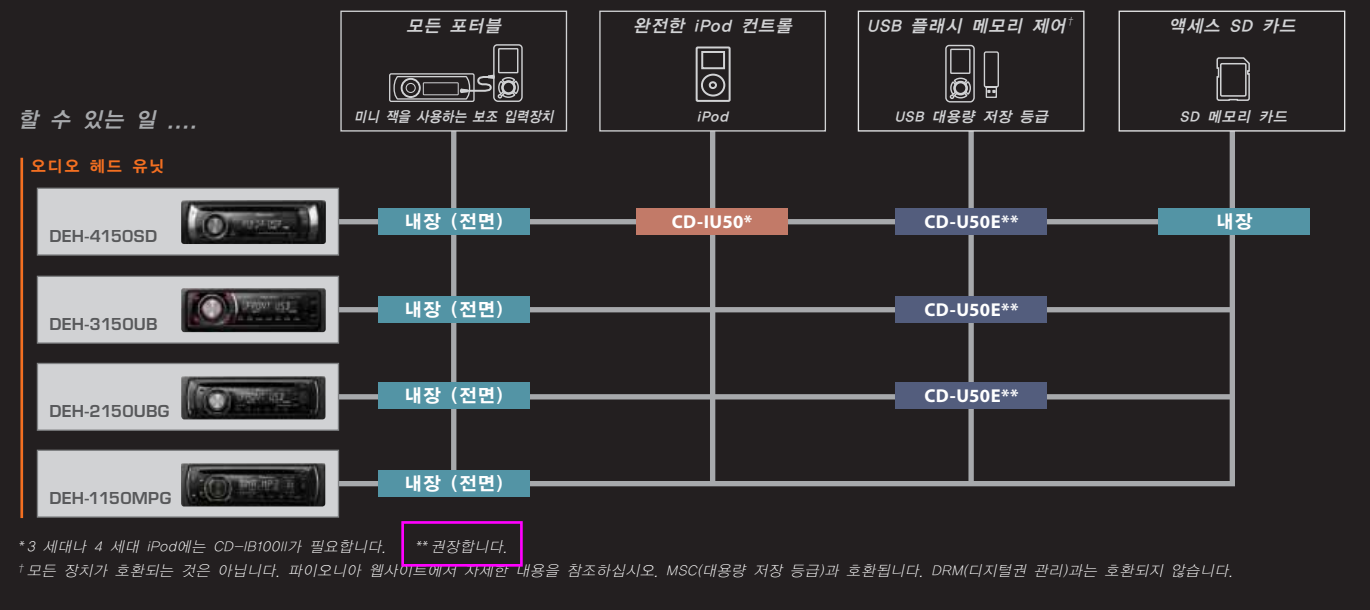 모든 포터블
완전한 iPod 컨트롤
USB 플래시 메모리 제어†
액세스 SD 카드
할 수 있는 일 ....
미니 잭을 사용하는 보조 입력장치
iPod
USB 대용량 저장 등급
SD 메모리 카드
오디오 헤드 유닛
DEH-4150SD
내장 (전면)
CD-IU50*
CD-U50E**
내장
DEH-3150UB
내장 (전면)
CD-U50E**
DEH-2150UBG
내장 (전면)
CD-U50E**
DEH-1150MPG
내장 (전면)
*3 세대나 4 세대 iPod에는 CD-IB100II가 필요합니다. **권장합니다.
†모든 장치가 호환되는 것은 아닙니다. 파이오니아 웹사이트에서 자세한 내용을 참조하십시오. MSC(대용량 저장 등급)과 호환됩니다. DRM(디지털권 관리)과는 호환되지 않습니다.